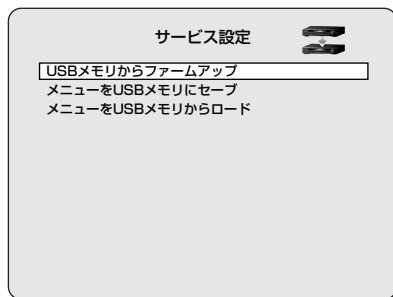 サービス設定
USBメモリからファームアップ
メニューをUSBメモリにセーブ
メニューをUSBメモリからロード